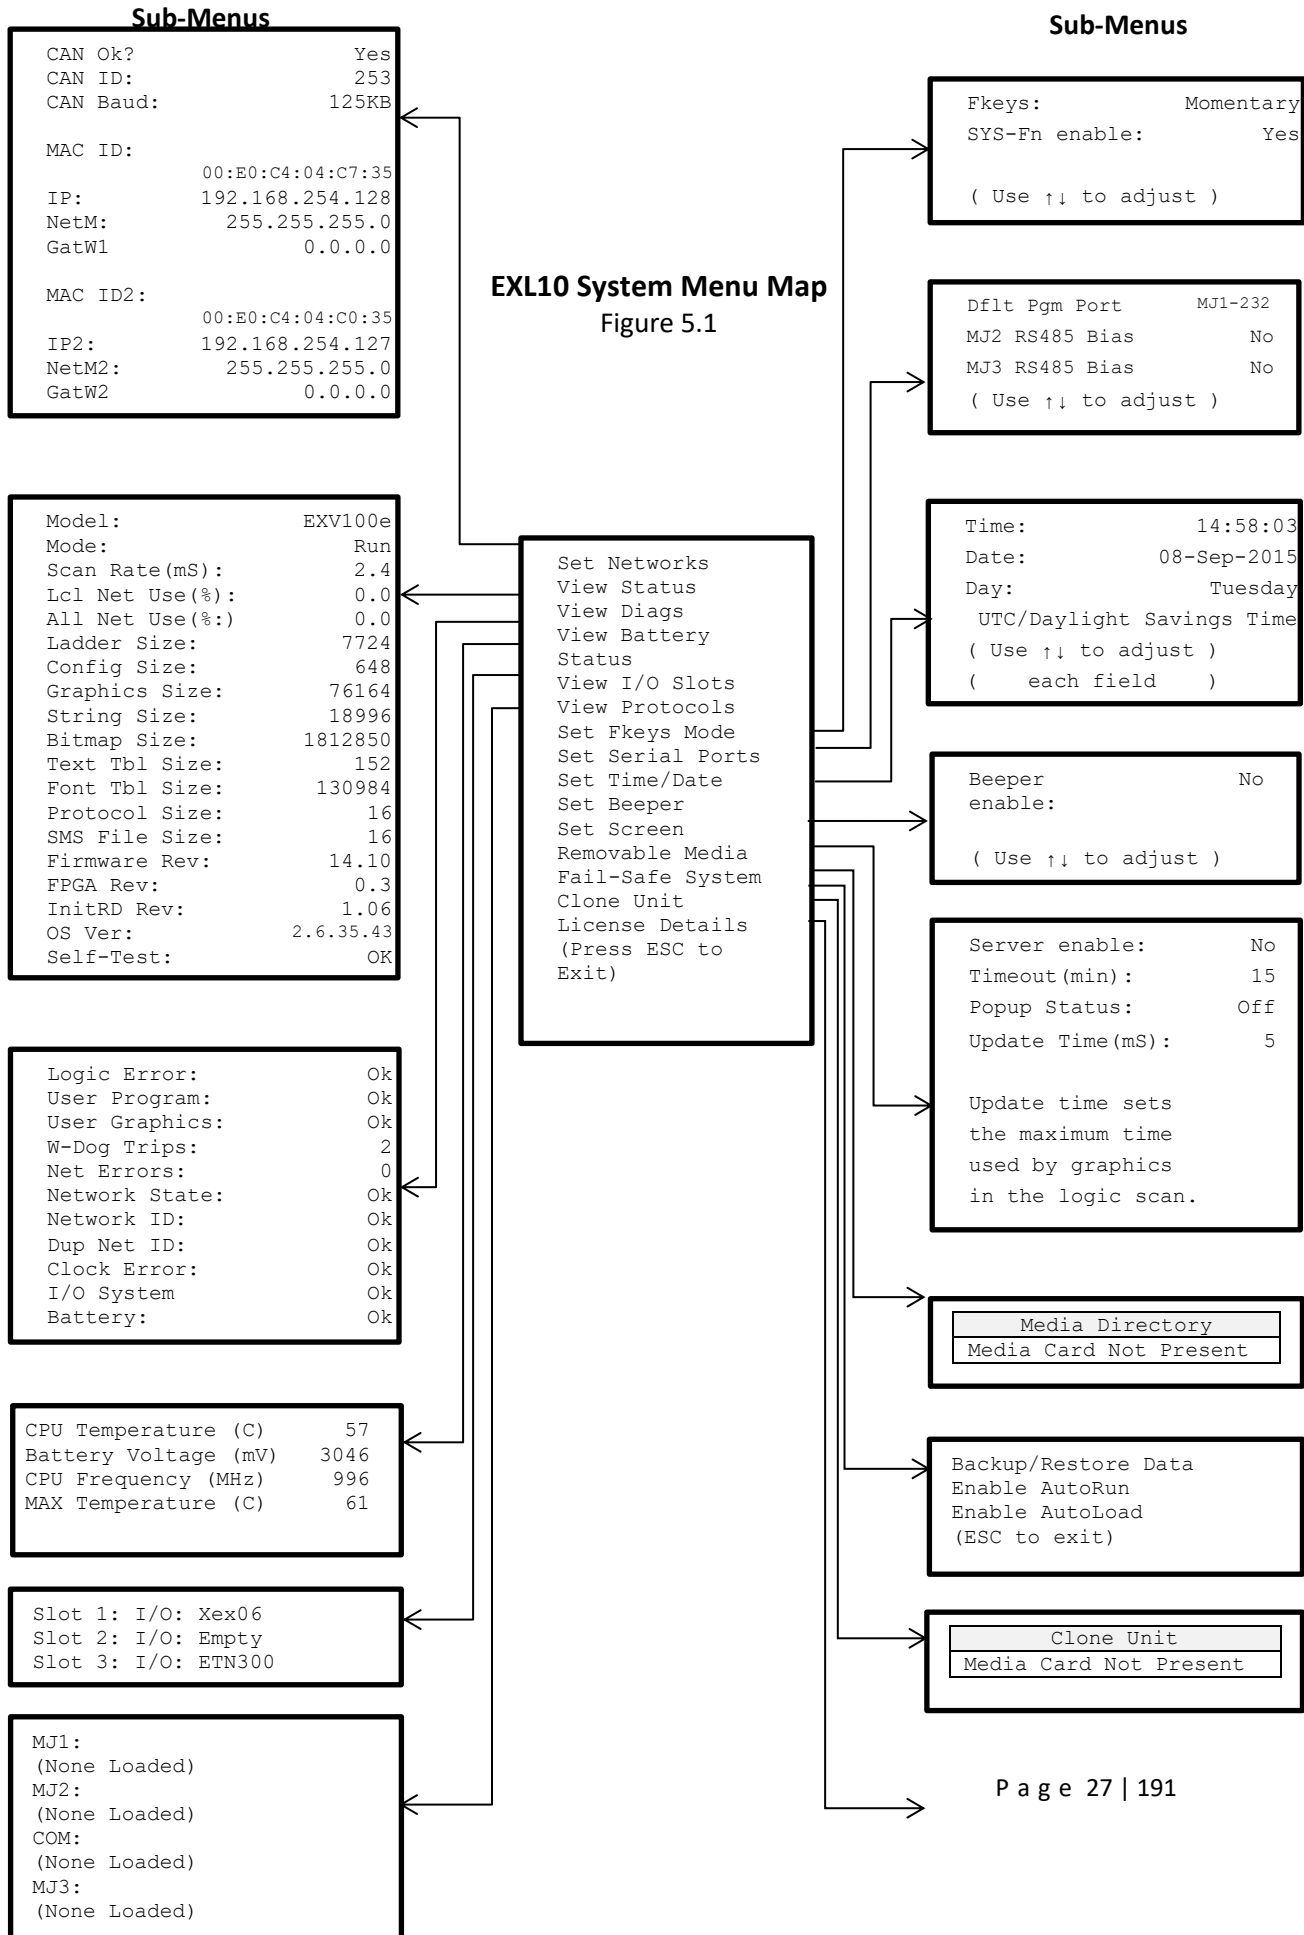 Sub-Menus
CAN Ok? Yes
CAN ID: 253
CAN Baud: 125KB
MAC ID:
00:E0:C4:04:C7:35
IP: 192.168.254.128
NetM: 255.255.255.0
GatW1 0.0.0.0
MAC ID2:
00:E0:C4:04:C0:35
IP2: 192.168.254.127
NetM2: 255.255.255.0
GatW2 0.0.0.0
Model: EXV100e
Mode: Run
Scan Rate(mS): 2.4
Lcl Net Use(%): 0.0
All Net Use(%:) 0.0
Ladder Size: 7724
Config Size: 648
Graphics Size: 76164
String Size: 18996
Bitmap Size: 1812850
Text Tbl Size: 152
Font Tbl Size: 130984
Protocol Size: 16
SMS File Size: 16
Firmware Rev: 14.10
FPGA Rev: 0.3
InitRD Rev: 1.06
OS Ver: 2.6.35.43
Self-Test: OK
Logic Error: Ok
User Program: Ok
User Graphics: Ok
W-Dog Trips: 2
Net Errors: 0
Network State: Ok
Network ID: Ok
Dup Net ID: Ok
Clock Error: Ok
I/O System Ok
Battery: Ok
CPU Temperature (C) 57
Battery Voltage (mV) 3046
CPU Frequency (MHz) 996
MAX Temperature (C) 61
Slot 1: I/O: Xex06
Slot 2: I/O: Empty
Slot 3: I/O: ETN300
MJ1:
(None Loaded)
MJ2:
(None Loaded)
COM:
(None Loaded)
MJ3:
(None Loaded)
EXL10 System Menu Map
Figure 5.1
Set Networks
View Status
View Diags
View Battery
Status
View I/O Slots
View Protocols
Set Fkeys Mode
Set Serial Ports
Set Time/Date
Set Beeper
Set Screen
Removable Media
Fail-Safe System
Clone Unit
License Details
(Press ESC to
Exit)
Sub-Menus
Fkeys: Momentary
SYS-Fn enable: Yes
( Use ↑↓ to adjust )
Dflt Pgm Port MJ1-232
MJ2 RS485 Bias No
MJ3 RS485 Bias No
( Use ↑↓ to adjust )
Time: 14:58:03
Date: 08-Sep-2015
Day: Tuesday
UTC/Daylight Savings Time
( Use ↑↓ to adjust )
( each field )
Beeper No
enable:
( Use ↑↓ to adjust )
Server enable: No
Timeout(min): 15
Popup Status: Off
Update Time(mS): 5
Update time sets
the maximum time
used by graphics
in the logic scan.
Media Directory
Media Card Not Present
Backup/Restore Data
Enable AutoRun
Enable AutoLoad
(ESC to exit)
Clone Unit
Media Card Not Present
Page 27 | 191